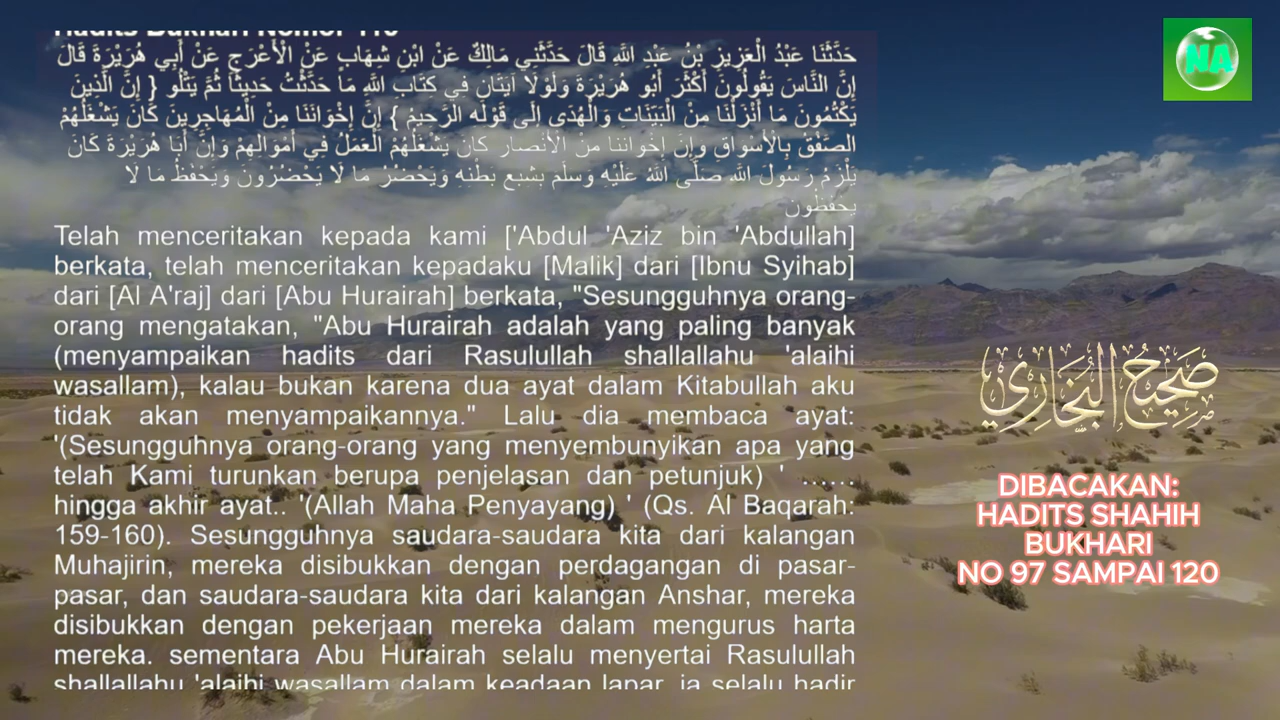 Hadits Bukhari Nomor 115
حَدَّثَنَا عَبْدُ الْعَزِيزِ بْنُ عَبْدِ اللَّهِ قَالَ حَدَّثَنِي مَالِكٌ عَنْ ابْنِ شِهَابٍ عَنْ الْأَعْرَجِ عَنْ أَبِي هُرَيْرَةَ قَالَ
إِنَّ النَّاسَ يَقُولُونَ أَكْثَرَ أَبُو هُرَيْرَةَ وَلَوْلَا آيَتَانِ فِي كِتَابِ اللَّهِ مَا حَدَّثْتُ حَدِيثًا ثُمَّ يَتْلُو { إِنَّ الَّذِينَ
يَكْتُمُونَ مَا أَنْزَلْنَا مِنْ الْبَيِّنَاتِ وَالْهُدَى إِلَى قَوْلِهِ الرَّحِيمُ } إِنَّ إِخْوَانَنَا مِنْ الْمُهَاجِرِينَ كَانَ يَشْغَلُهُمْ
الصَّفْقُ بِالْأَسْوَاقِ وَإِنَّ إِخْوَانَنَا مِنْ الْأَنْصَارِ كَانَ يَشْغَلُهُمْ الْعَمَلُ فِي أَمْوَالِهِمْ وَإِنَّ أَبَا هُرَيْرَةَ كَانَ
يَلْزَمُ رَسُولَ اللَّهِ صَلَّى اللَّهُ عَلَيْهِ وَسَلَّمَ بِشِبَعِ بَطْنِهِ وَيَحْضُرُ مَا لَا يَحْضُرُونَ وَيَحْفَظُ مَا لَا
يَحْفَظُونَ
Telah menceritakan kepada kami ['Abdul 'Aziz bin 'Abdullah]
berkata, telah menceritakan kepadaku [Malik] dari [Ibnu Syihab]
dari [Al A'raj] dari [Abu Hurairah] berkata, "Sesungguhnya orang-
orang mengatakan, "Abu Hurairah adalah yang paling banyak
(menyampaikan hadits dari Rasulullah shallallahu 'alaihi
wasallam), kalau bukan karena dua ayat dalam Kitabullah aku
tidak akan menyampaikannya." Lalu dia membaca ayat:
'(Sesungguhnya orang-orang yang menyembunyikan apa yang
telah Kami turunkan berupa penjelasan dan petunjuk) ' ......
hingga akhir ayat.. '(Allah Maha Penyayang) ' (Qs. Al Baqarah:
159-160). Sesungguhnya saudara-saudara kita dari kalangan
Muhajirin, mereka disibukkan dengan perdagangan di pasar-
pasar, dan saudara-saudara kita dari kalangan Anshar, mereka
disibukkan dengan pekerjaan mereka dalam mengurus harta
mereka. sementara Abu Hurairah selalu menyertai Rasulullah
shallallahu 'alaihi wasallam dalam keadaan lapar, ia selalu hadir
NA
صَحِيحُ الْبُخَارِي
DIBACAKAN:
HADITS SHAHIH
BUKHARI
NO 97 SAMPAI 120